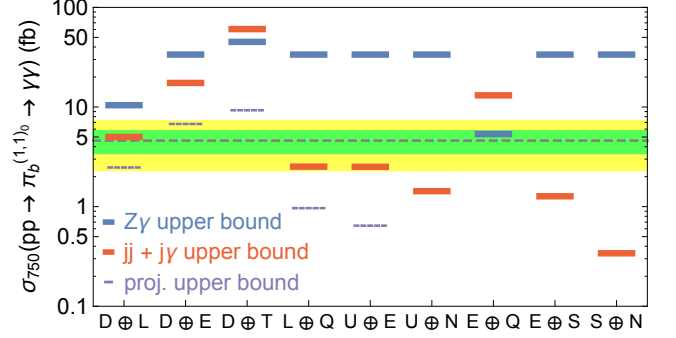 σ750(pp → πb(1,1)0 → γγ) (fb)
100
50
10
5
1
0.5
0.1
Zγ upper bound
jj + jγ upper bound
proj. upper bound
D ⊕ L D ⊕ E D ⊕ T L ⊕ Q U ⊕ E U ⊕ N E ⊕ Q E ⊕ S S ⊕ N